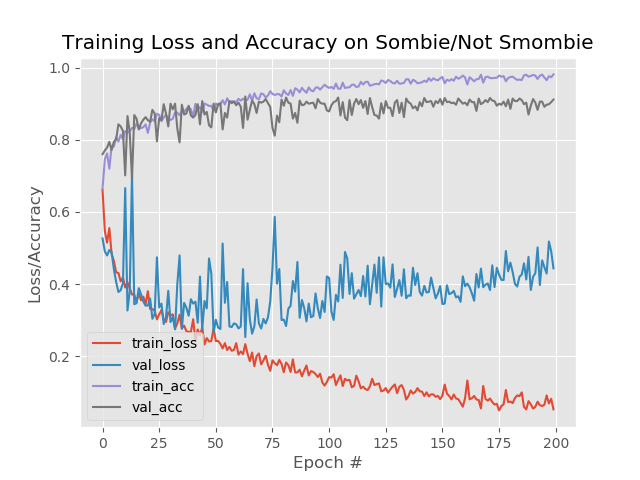 Training Loss and Accuracy on Sombie/Not Smombie
1.0
0.8
0.6
0.4
0.2
Loss/Accuracy
train_loss
val_loss
train_acc
val_acc
0 25 50 75 100 125 150 175 200
Epoch #